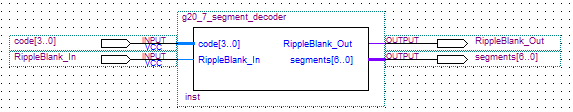 g20_7_segment_decoder
code[3..0] INPUT VCC code[3..0] RippleBlank_Out OUTPUT RippleBlank_Out
RippleBlank_In INPUT VCC RippleBlank_In segments[6..0] OUTPUT segments[6..0]
inst